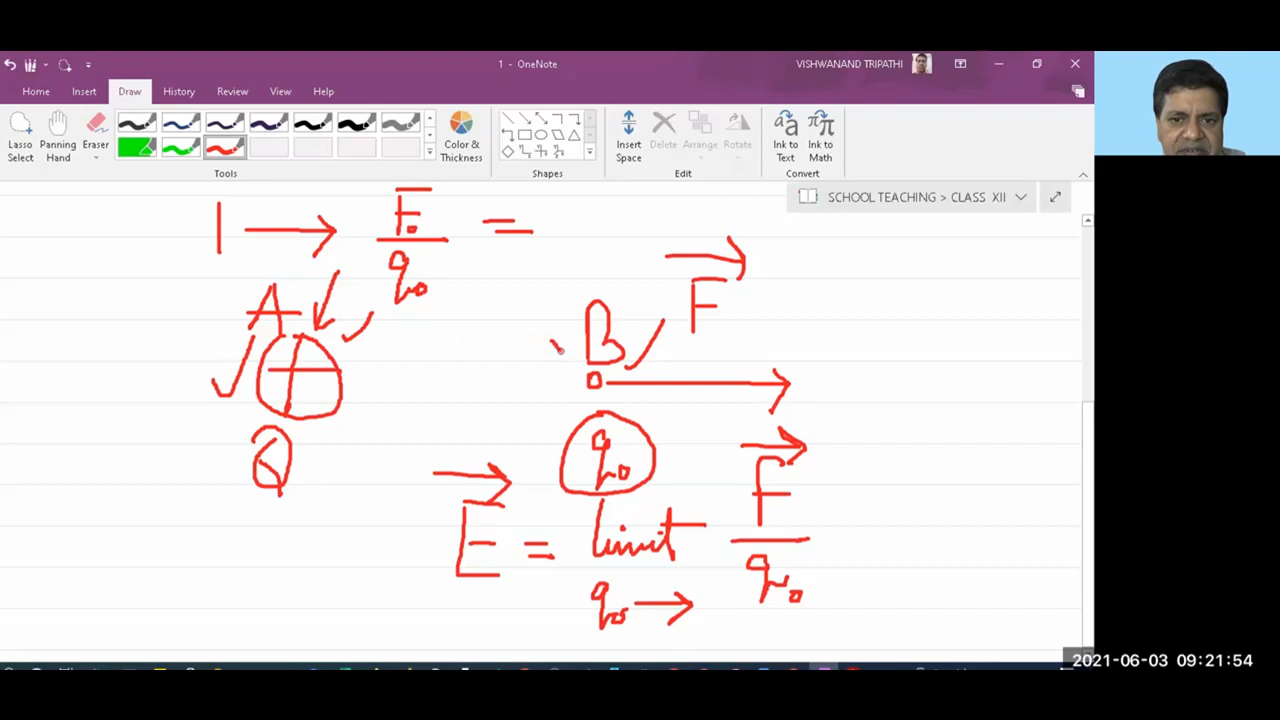 1 - OneNote
VISHWANAND TRIPATHI
Home Insert Draw History Review View Help
Lasso Select
Panning Hand
Eraser
Color & Thickness
Insert Space
Delete
Arrange
Rotate
Ink to Text
Ink to Math
Tools
Shapes
Edit
Convert
SCHOOL TEACHING > CLASS XII
1 → F₀/q₀ =
A
B
F
+
Q
q₀
E = limit F/q₀
q₀ →
2021-06-03 09:21:54